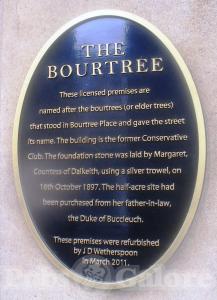 THE
BOURTREE
These licensed premises are
named after the bourtrees (or elder trees)
that stood in Bourtree Place and gave the street
its name. The building is the former Conservative
Club. The foundation stone was laid by Margaret,
Countess of Dalkeith, using a silver trowel, on
16th October 1897. The half-acre site had
been purchased from her father-in-law,
the Duke of Buccleuch.
These premises were refurbished
by J D Wetherspoon
in March 2011.